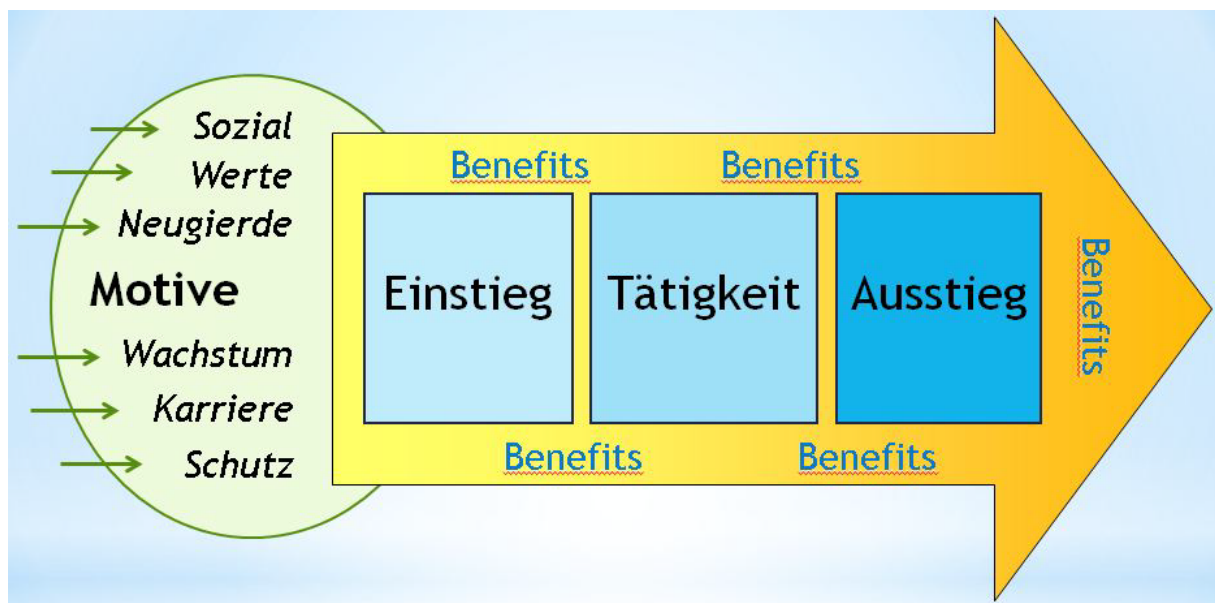 Sozial
Werte
Neugierde
Motive
Wachstum
Karriere
Schutz
Benefits Benefits
Einstieg Tätigkeit Ausstieg
Benefits Benefits
Benefits